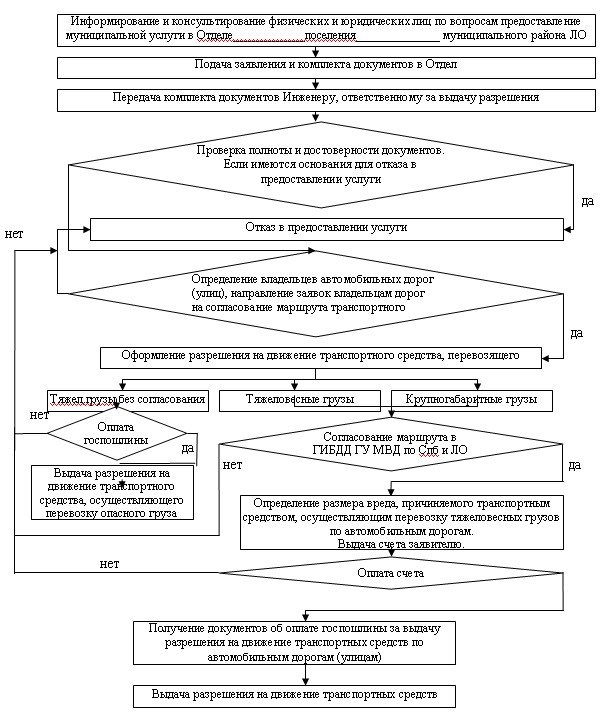 Информирование и консультирование физических и юридических лиц по вопросам предоставление
муниципальной услуги в Отделе_______________поселения_________________ муниципального района ЛО
Подача заявления и комплекта документов в Отдел
Передача комплекта документов Инженеру, ответственному за выдачу разрешения
Проверка полноты и достоверности документов.
Если имеются основания для отказа в
предоставлении услуги
да
нет
Отказ в предоставлении услуги
Определение владельцев автомобильных дорог
(улиц), направление заявок владельцам дорог
на согласование маршрута транспортного
да
Оформление разрешения на движение транспортного средства, перевозящего
Тяжел.грузы без согласования
Тяжеловесные грузы
Крупногабаритные грузы
нет
Оплата
госпошлины
да
Согласование маршрута в
ГИБДД ГУ МВД по Спб и ЛО
нет
да
Выдача разрешения на
движение транспортного
средства, осуществляющего
перевозку опасного груза
Определение размера вреда, причиняемого транспортным
средством, осуществляющим перевозку тяжеловесных грузов
по автомобильным дорогам.
Выдача счета заявителю.
нет
Оплата счета
Получение документов об оплате госпошлины за выдачу
разрешения на движение транспортных средств по
автомобильным дорогам (улицам)
Выдача разрешения на движение транспортных средств